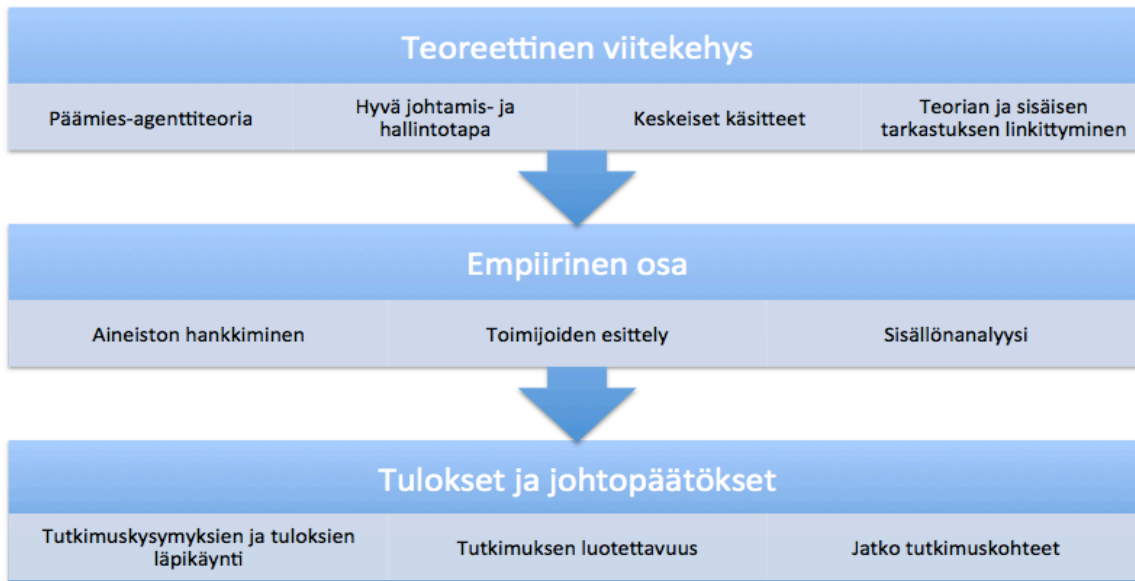 Teoreettinen viitekehys
Päämies-agenttiteoria
Hyvä johtamis- ja
hallintotapa
Keskeiset käsitteet
Teorian ja sisäisen
tarkastuksen linkittyminen
Empiirinen osa
Aineiston hankkiminen
Toimijoiden esittely
Sisällönanalyysi
Tulokset ja johtopäätökset
Tutkimuskysymyksien ja tuloksien
läpikäynti
Tutkimuksen luotettavuus
Jatko tutkimuskohteet